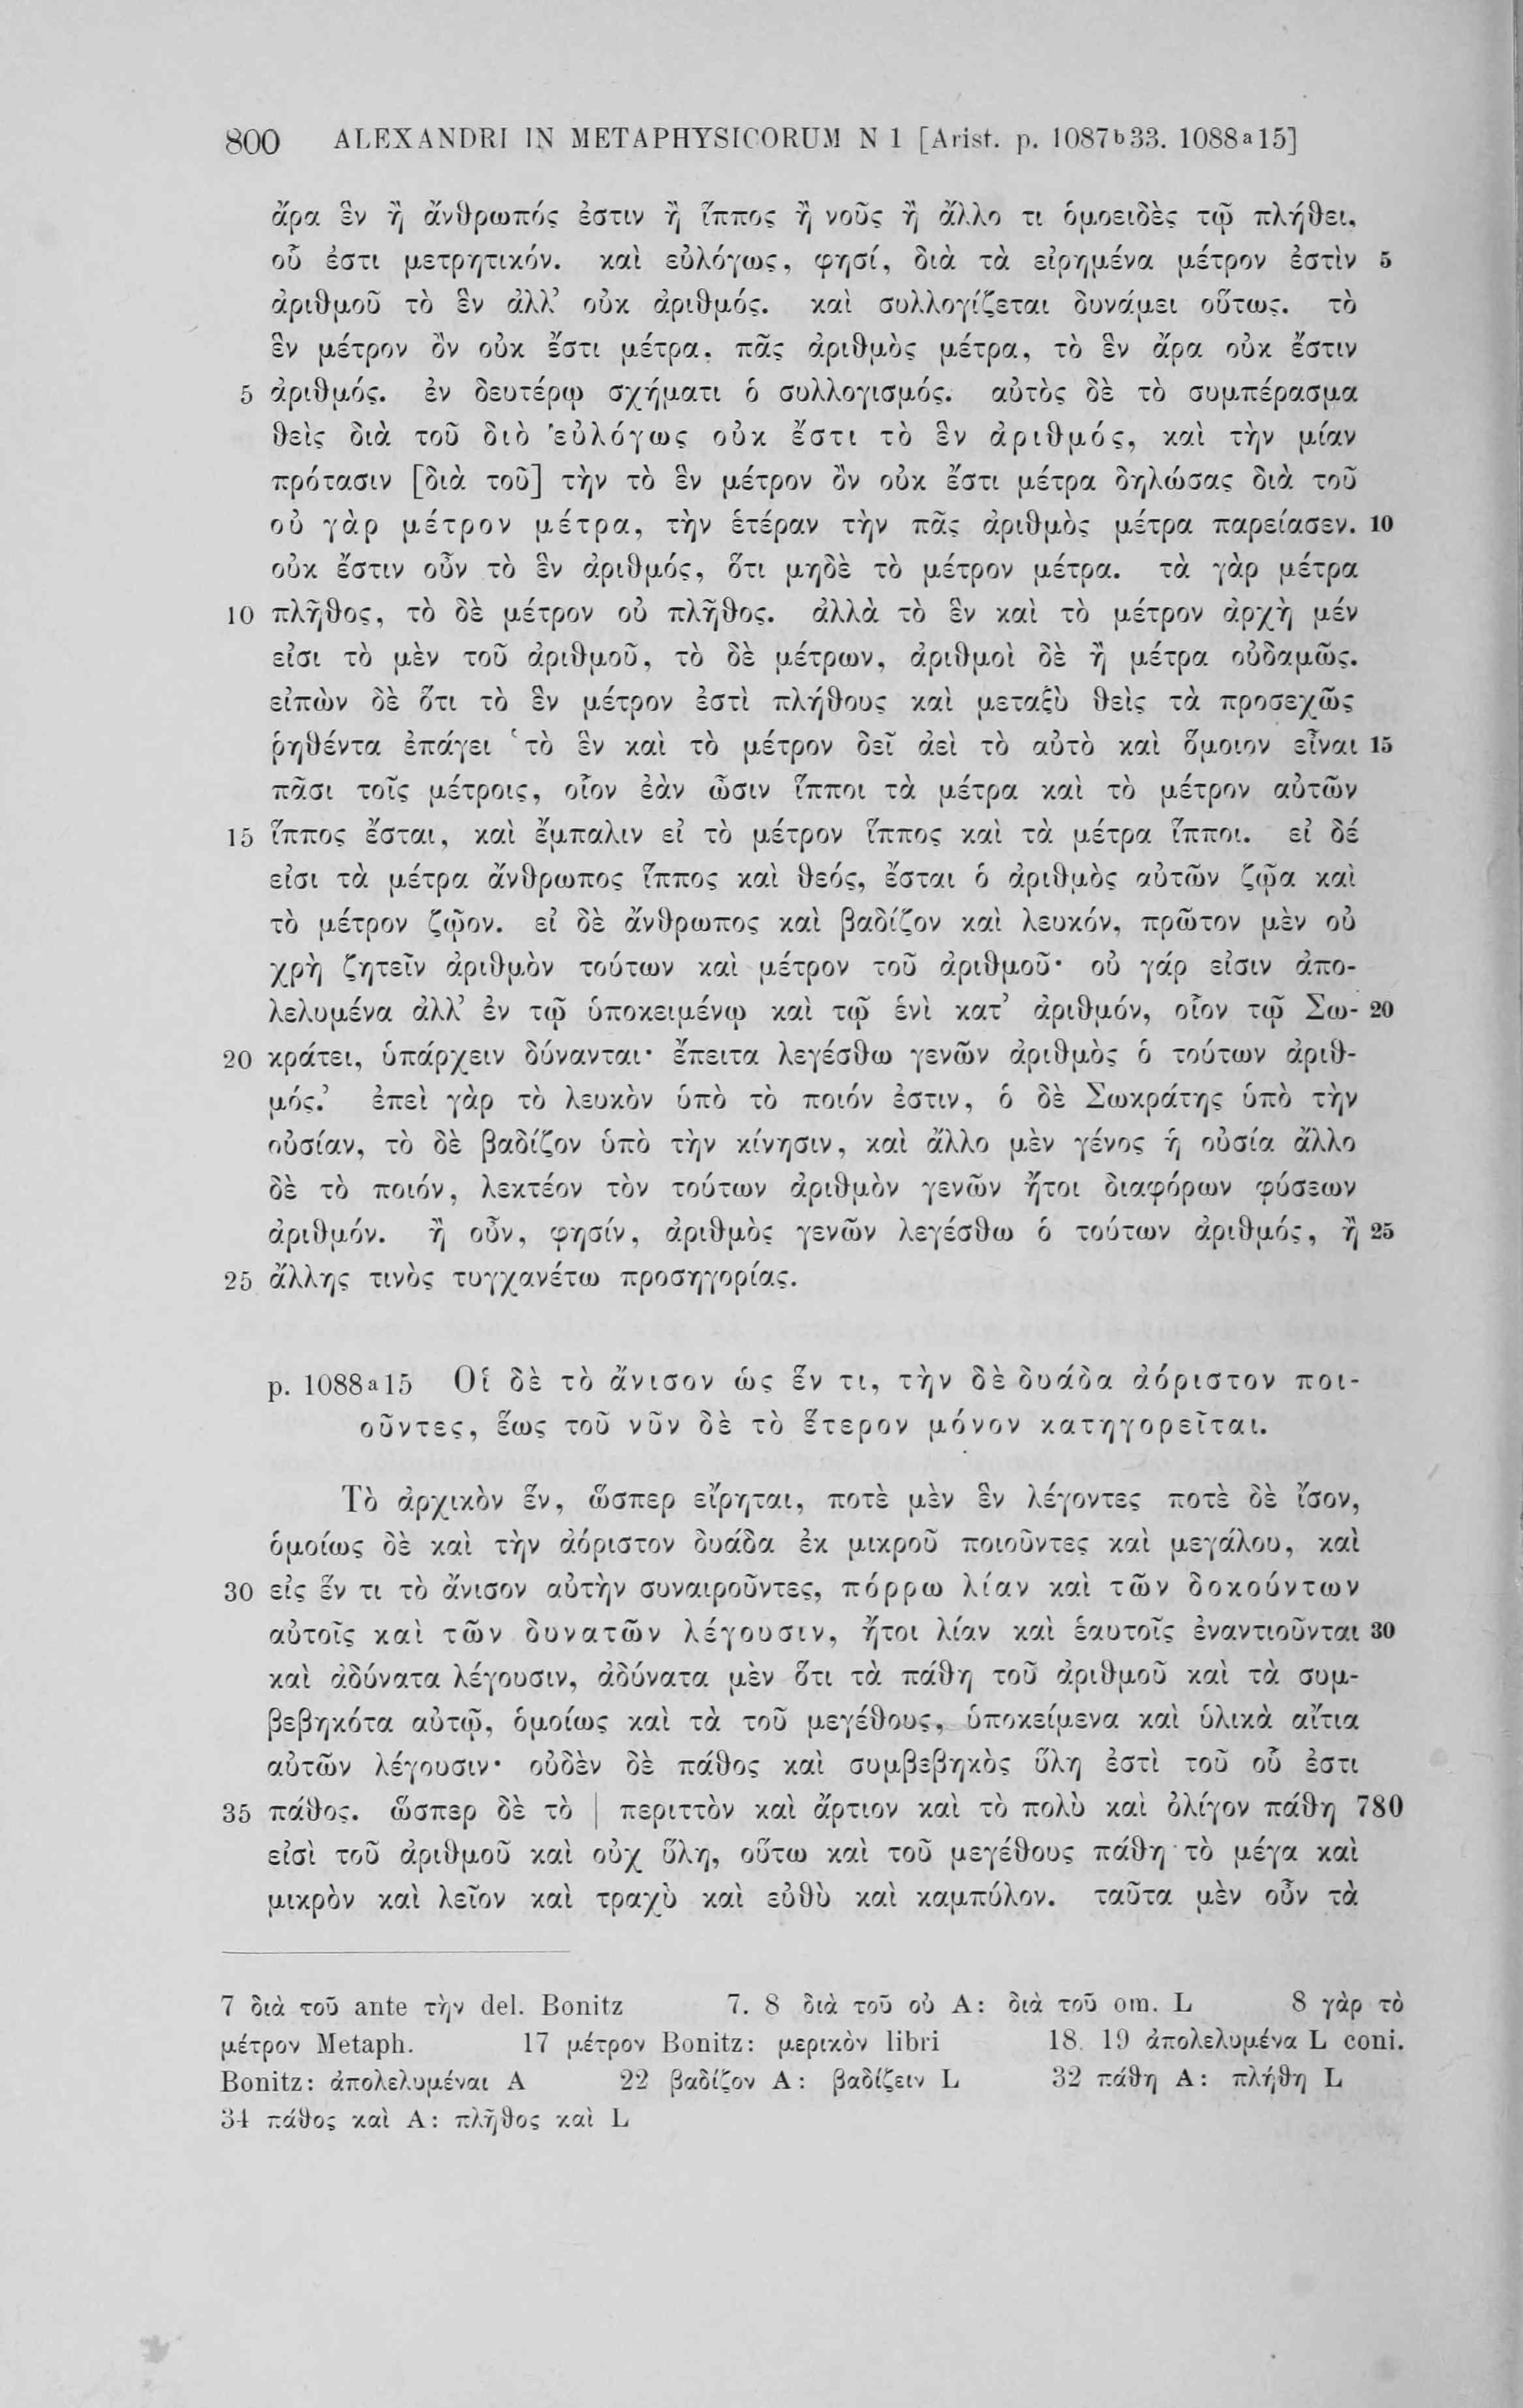 800 ALEXANDRI IN METAPHYSICORUM N 1 [Arist. p. 1087b33. 1088a15]
ἄρα ἓν ἢ ἄνθρωπός ἐστιν ἢ ἵππος ἢ νοῦς ἢ ἄλλο τι ὁμοειδὲς τῷ πλήθει,
οὗ ἐστι μετρητικόν. καὶ εὐλόγως, φησί, διὰ τὰ εἰρημένα μέτρον ἐστὶν 5
ἀριθμοῦ τὸ ἓν ἀλλ’ οὐκ ἀριθμός. καὶ συλλογίζεται δυνάμει οὕτως. τὸ
ἓν μέτρον ὂν οὐκ ἔστι μέτρα, πᾶς ἀριθμὸς μέτρα, τὸ ἓν ἄρα οὐκ ἔστιν
5 ἀριθμός. ἐν δευτέρῳ σχήματι ὁ συλλογισμός. αὐτὸς δὲ τὸ συμπέρασμα
θεὶς διὰ τοῦ διὸ εὐλόγως οὐκ ἔστι τὸ ἓν ἀριθμός, καὶ τὴν μίαν
πρότασιν [διὰ τοῦ] τὴν τὸ ἓν μέτρον ὂν οὐκ ἔστι μέτρα δηλώσας διὰ τοῦ
οὐ γὰρ μέτρον μέτρα, τὴν ἑτέραν τὴν πᾶς ἀριθμὸς μέτρα παρείασεν. 10
οὐκ ἔστιν οὖν τὸ ἓν ἀριθμός, ὅτι μηδὲ τὸ μέτρον μέτρα. τὰ γὰρ μέτρα
10 πλῆθος, τὸ δὲ μέτρον οὐ πλῆθος. ἀλλὰ τὸ ἓν καὶ τὸ μέτρον ἀρχὴ μέν
εἰσι τὸ μὲν τοῦ ἀριθμοῦ, τὸ δὲ μέτρων, ἀριθμοὶ δὲ ἢ μέτρα οὐδαμῶς.
εἰπὼν δὲ ὅτι τὸ ἓν μέτρον ἐστὶ πλήθους καὶ μεταξὺ θεὶς τὰ προσεχῶς
ῥηθέντα ἐπάγει ‘τὸ ἓν καὶ τὸ μέτρον δεῖ ἀεὶ τὸ αὐτὸ καὶ ὅμοιον εἶναι 15
πᾶσι τοῖς μέτροις, οἷον ἐὰν ὦσιν ἵπποι τὰ μέτρα καὶ τὸ μέτρον αὐτῶν
15 ἵππος ἔσται, καὶ ἔμπαλιν εἰ τὸ μέτρον ἵππος καὶ τὰ μέτρα ἵπποι. εἰ δέ
εἰσι τὰ μέτρα ἄνθρωπος ἵππος καὶ θεός, ἔσται ὁ ἀριθμὸς αὐτῶν ζῷα καὶ
τὸ μέτρον ζῷον. εἰ δὲ ἄνθρωπος καὶ βαδίζον καὶ λευκόν, πρῶτον μὲν οὐ
χρὴ ζητεῖν ἀριθμὸν τούτων καὶ μέτρον τοῦ ἀριθμοῦ· οὐ γάρ εἰσιν ἀπο-
λελυμένα ἀλλ’ ἐν τῷ ὑποκειμένῳ καὶ τῷ ἑνὶ κατ’ ἀριθμόν, οἷον τῷ Σω- 20
20 κράτει, ὑπάρχειν δύνανται· ἔπειτα λεγέσθω γενῶν ἀριθμὸς ὁ τούτων ἀριθ-
μός.’ ἐπεὶ γὰρ τὸ λευκὸν ὑπὸ τὸ ποιόν ἐστιν, ὁ δὲ Σωκράτης ὑπὸ τὴν
οὐσίαν, τὸ δὲ βαδίζον ὑπὸ τὴν κίνησιν, καὶ ἄλλο μὲν γένος ἡ οὐσία ἄλλο
δὲ τὸ ποιόν, λεκτέον τὸν τούτων ἀριθμὸν γενῶν ἤτοι διαφόρων φύσεων
ἀριθμόν. ἢ οὖν, φησίν, ἀριθμὸς γενῶν λεγέσθω ὁ τούτων ἀριθμός, ἢ 25
25 ἄλλης τινὸς τυγχανέτω προσηγορίας.
p. 1088a15 Οἱ δὲ τὸ ἄνισον ὡς ἕν τι, τὴν δὲ δυάδα ἀόριστον ποι-
οῦντες, ἕως τοῦ νῦν δὲ τὸ ἕτερον μόνον κατηγορεῖται.
Τὸ ἀρχικὸν ἕν, ὥσπερ εἴρηται, ποτὲ μὲν ἓν λέγοντες ποτὲ δὲ ἴσον,
ὁμοίως δὲ καὶ τὴν ἀόριστον δυάδα ἐκ μικροῦ ποιοῦντες καὶ μεγάλου, καὶ
30 εἰς ἕν τι τὸ ἄνισον αὐτὴν συναιροῦντες, πόρρω λίαν καὶ τῶν δοκούντων
αὐτοῖς καὶ τῶν δυνατῶν λέγουσιν, ἤτοι λίαν καὶ ἑαυτοῖς ἐναντιοῦνται 30
καὶ ἀδύνατα λέγουσιν, ἀδύνατα μὲν ὅτι τὰ πάθη τοῦ ἀριθμοῦ καὶ τὰ συμ-
βεβηκότα αὐτῷ, ὁμοίως καὶ τὰ τοῦ μεγέθους, ὑποκείμενα καὶ ὑλικὰ αἴτια
αὐτῶν λέγουσιν· οὐδὲν δὲ πάθος καὶ συμβεβηκὸς ὕλη ἐστὶ τοῦ οὗ ἐστι
35 πάθος. ὥσπερ δὲ τὸ | περιττὸν καὶ ἄρτιον καὶ τὸ πολὺ καὶ ὀλίγον πάθη 780
εἰσὶ τοῦ ἀριθμοῦ καὶ οὐχ ὕλη, οὕτω καὶ τοῦ μεγέθους πάθη τὸ μέγα καὶ
μικρὸν καὶ λεῖον καὶ τραχὺ καὶ εὐθὺ καὶ καμπύλον. ταῦτα μὲν οὖν τὰ
7 διὰ τοῦ ante τὴν del. Bonitz 7. 8 διὰ τοῦ οὐ A: διὰ τοῦ om. L 8 γὰρ τὸ
μέτρον Metaph. 17 μέτρον Bonitz: μερικὸν libri 18. 19 ἀπολελυμένα L coni.
Bonitz: ἀπολελυμέναι A 22 βαδίζον A: βαδίζειν L 32 πάθη A: πλήθη L
34 πάθος καὶ A: πλῆθος καὶ L